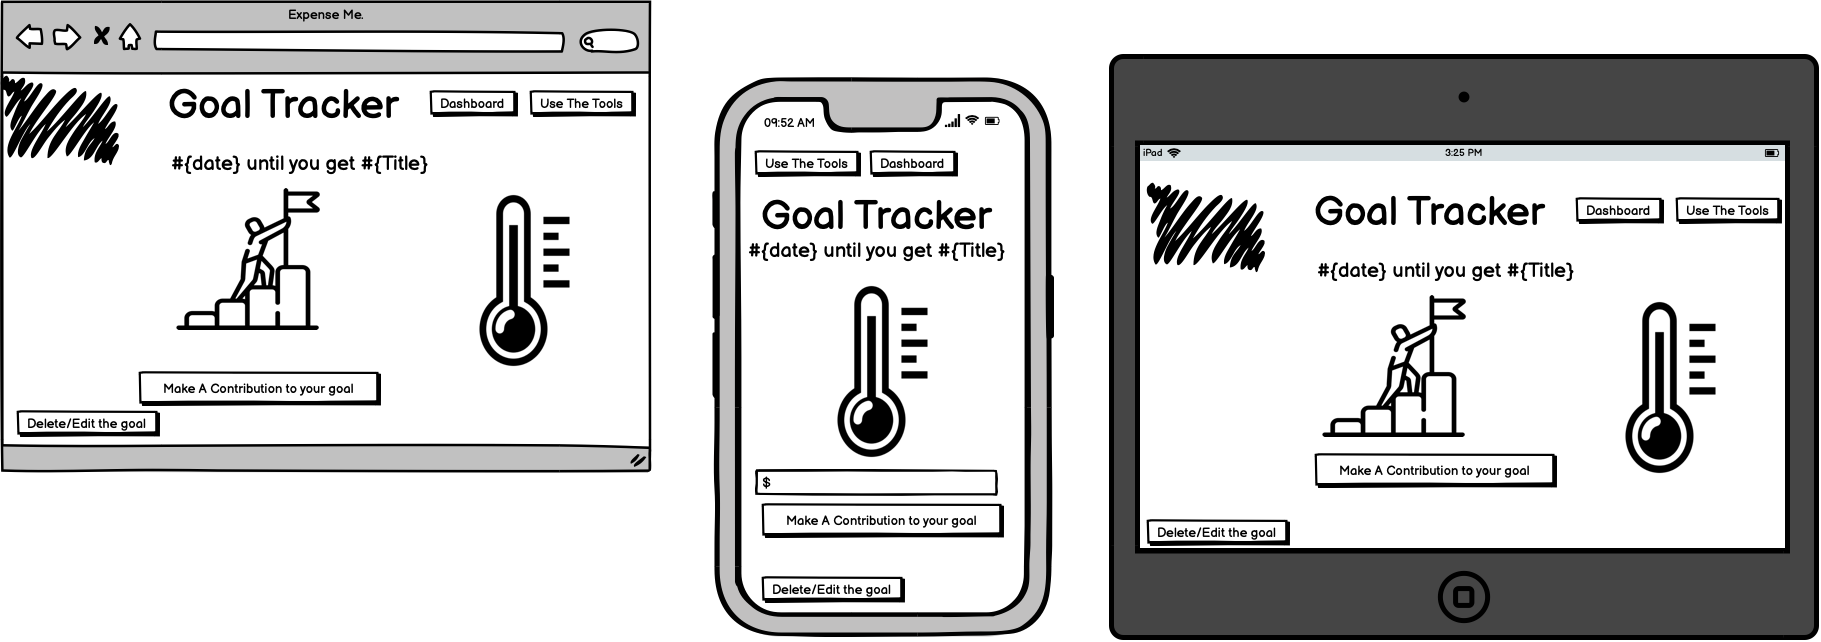 Expense Me.
Goal Tracker
Dashboard
Use The Tools
#{date} until you get #{Title}
Make A Contribution to your goal
Delete/Edit the goal
09:52 AM
Use The Tools
Dashboard
Goal Tracker
#{date} until you get #{Title}
$
Make A Contribution to your goal
Delete/Edit the goal
iPad
3:25 PM
Goal Tracker
Dashboard
Use The Tools
#{date} until you get #{Title}
Make A Contribution to your goal
Delete/Edit the goal